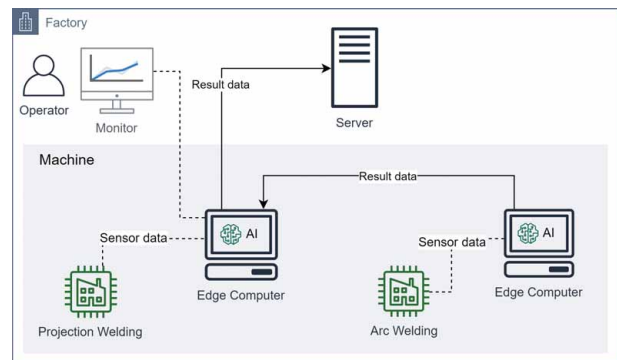 Factory
Operator
Monitor
Result data
Server
Machine
Result data
AI
AI
Sensor data
Sensor data
Edge Computer
Edge Computer
Projection Welding
Arc Welding